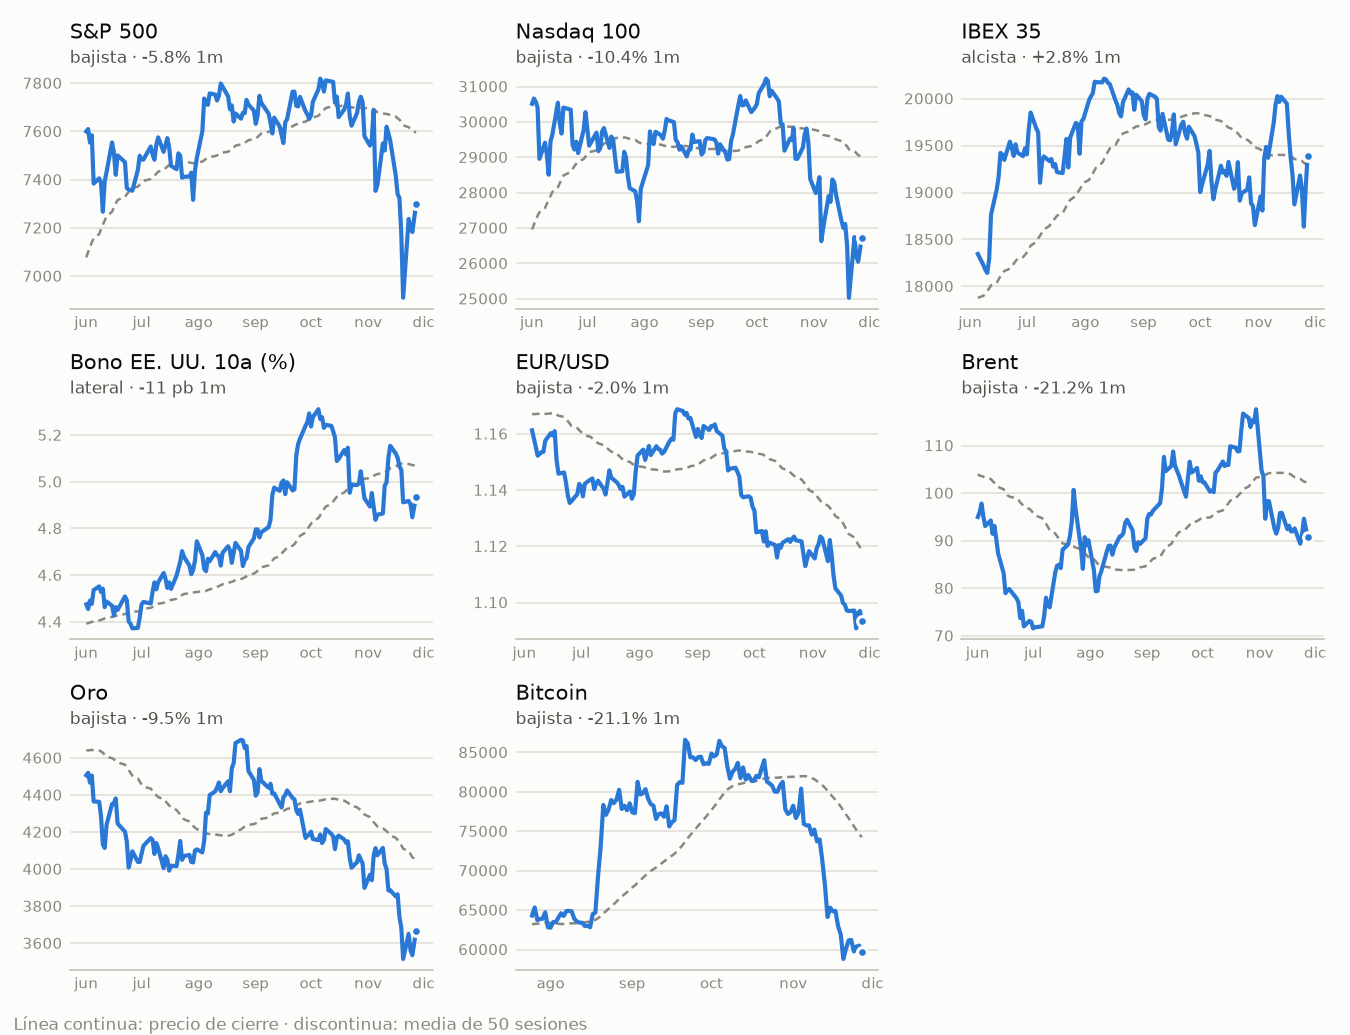 S&P 500
bajista · -5.8% 1m
7800
7600
7400
7200
7000
jun jul ago sep oct nov dic
Nasdaq 100
bajista · -10.4% 1m
31000
30000
29000
28000
27000
26000
25000
jun jul ago sep oct nov dic
IBEX 35
alcista · +2.8% 1m
20000
19500
19000
18500
18000
jun jul ago sep oct nov dic
Bono EE. UU. 10a (%)
lateral · -11 pb 1m
5.2
5.0
4.8
4.6
4.4
jun jul ago sep oct nov dic
EUR/USD
bajista · -2.0% 1m
1.16
1.14
1.12
1.10
jun jul ago sep oct nov dic
Brent
bajista · -21.2% 1m
110
100
90
80
70
jun jul ago sep oct nov dic
Oro
bajista · -9.5% 1m
4600
4400
4200
4000
3800
3600
jun jul ago sep oct nov dic
Bitcoin
bajista · -21.1% 1m
85000
80000
75000
70000
65000
60000
ago sep oct nov dic
Línea continua: precio de cierre · discontinua: media de 50 sesiones